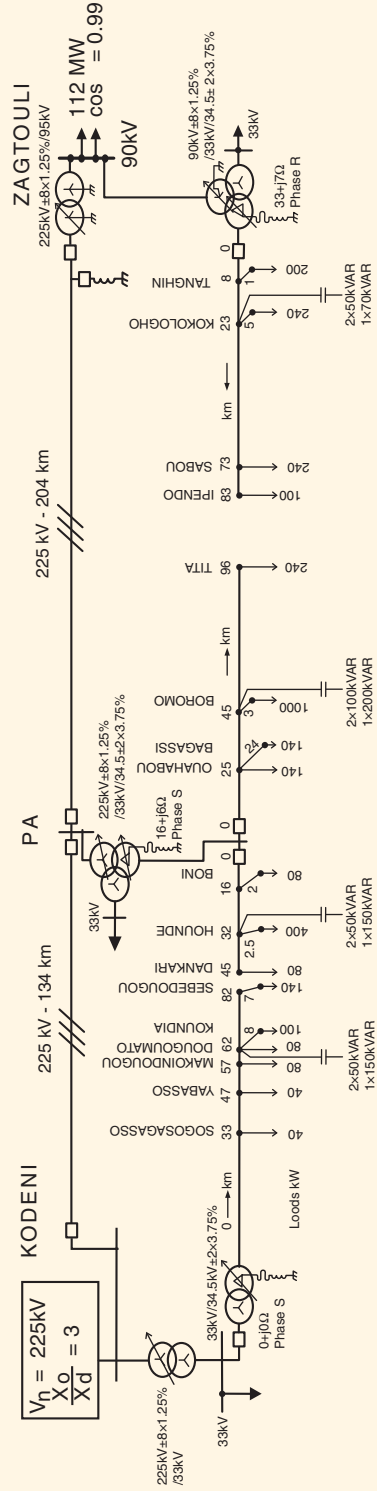 KODENI
PA
ZAGTOULI
Vn = 225kV
Xo
Xd
= 3
225 kV - 134 km
225 kV - 204 km
225kV±8×1.25%/95kV
112 MW
cos = 0.99
90kV
225kV±8×1.25%
/33kV
33kV
33kV/34.5kV±2×3.75%
0+j0Ω
Phase S
33kV
225kV±8×1.25%
/33kV/34.5±2×3.75%
16+j6Ω
Phase S
90kV±8×1.25%
/33kV/34.5±2×3.75%
33kV
33+j7Ω
Phase R
0 km
SOGOSAGASSO
33
40
YABASSO
47
40
MAKOINDOUGOU
57
80
DOUGOUMATO
62
80
KOUNDIA
8
100
SEBEDOUGOU
82
7
140
DANKARI
45
80
HOUNDE
32
2.5
400
BONI
16
2
80
0
0
OUAHABOU
25
140
BAGASSI
24
140
BOROMO
45
3
1000
km
TITA
96
240
IPENDO
83
100
SABOU
73
240
km
KOKOLOGHO
23
5
240
TANGHIN
8
1
200
0
Loods kW
2×50kVAR
1×150kVAR
2×50kVAR
1×150kVAR
2×100kVAR
1×200kVAR
2×50kVAR
1×70kVAR